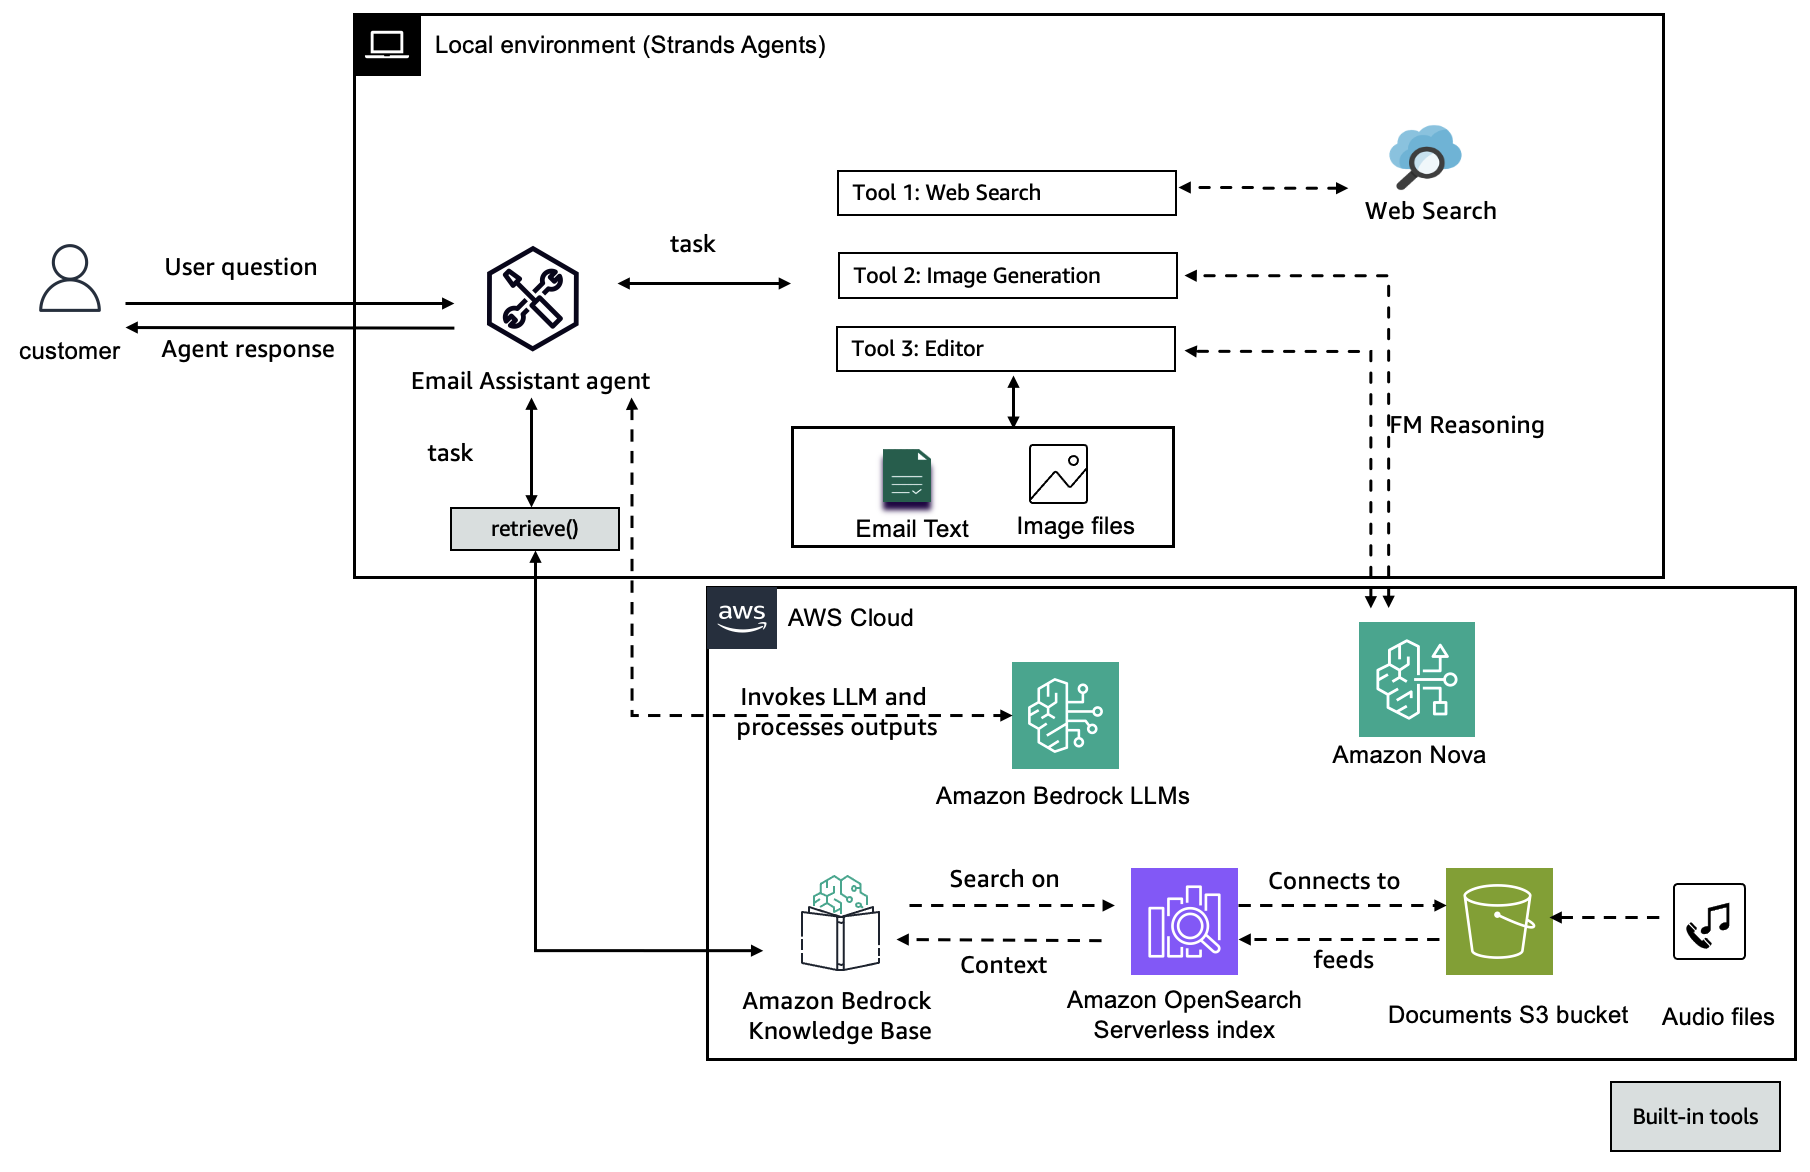 Local environment (Strands Agents)
Tool 1: Web Search
Web Search
task
User question
Tool 2: Image Generation
Tool 3: Editor
customer
Agent response
Email Assistant agent
FM Reasoning
task
retrieve()
Email Text
Image files
aws
AWS Cloud
Invokes LLM and
processes outputs
Amazon Nova
Amazon Bedrock LLMs
Search on
Connects to
Context
feeds
Amazon Bedrock
Knowledge Base
Amazon OpenSearch
Serverless index
Documents S3 bucket
Audio files
Built-in tools